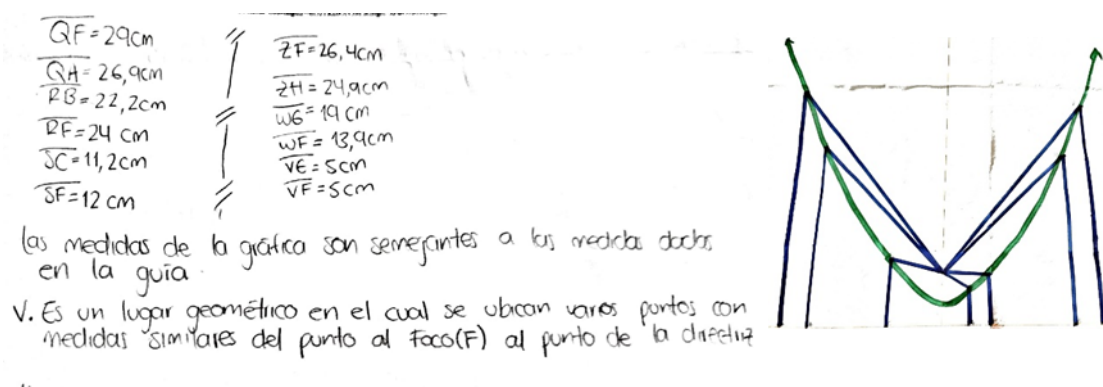 QF=29cm
QA=26,9cm
RB=22,2cm
RF=24 cm
SC=11,2cm
SF=12 cm
ZF=26,4cm
ZH=24,9cm
WG=19 cm
WF=13,9cm
VE=5cm
VF=5cm
las medidas de la gráfica son semejantes a las medidas dadas
en la guía.
V. Es un lugar geométrico en el cual se ubican varios puntos con
medidas similares del punto al Foco(F) al punto de la directriz